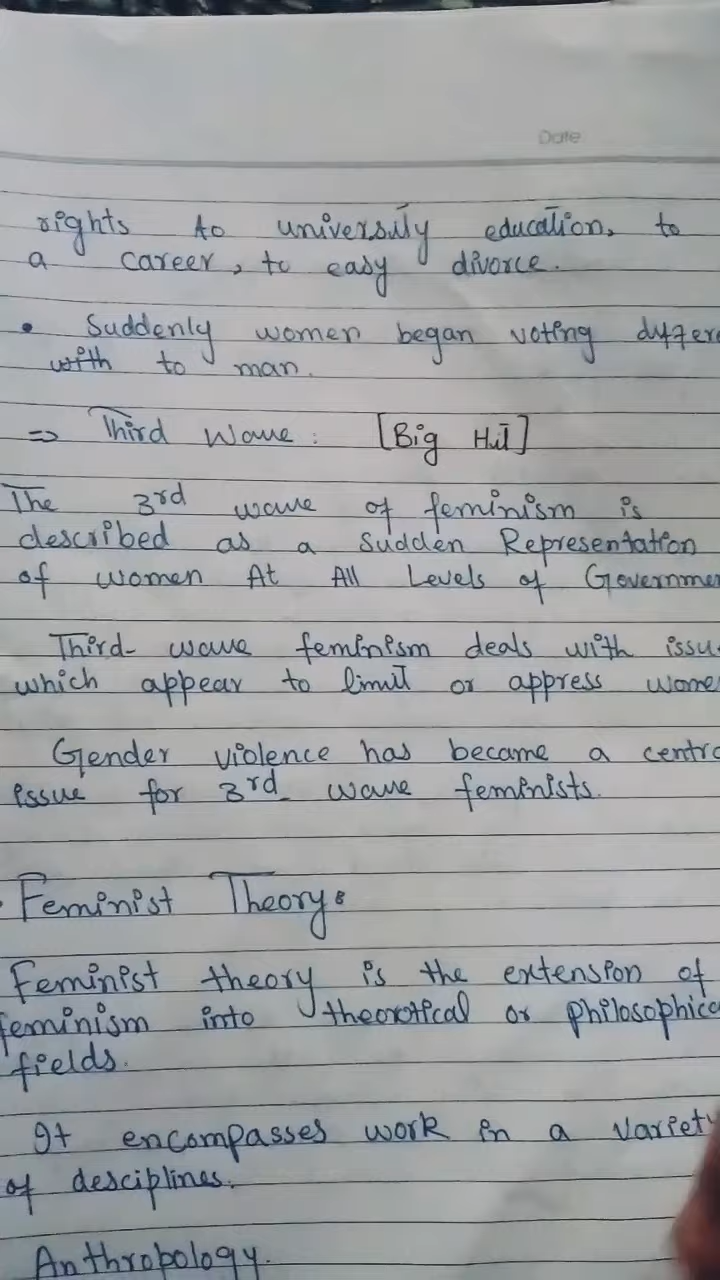 Date
rights to university education, to
a career, to easy divorce.
• Suddenly women began voting differe
with to man.
⇒ Third Wave : [Big Hit]
The 3rd wave of feminism is
described as a Sudden Representation
of women At All Levels of Governmen
Third- wave feminism deals with issu
which appear to limit or appress wome
Gender violence has became a centra
issue for 3rd wave feminists.
Feminist Theory:
Feminist theory is the extension of
feminism into theorotical or philosophica
fields.
It encompasses work in a variety
of desciplines.
Anthropology.